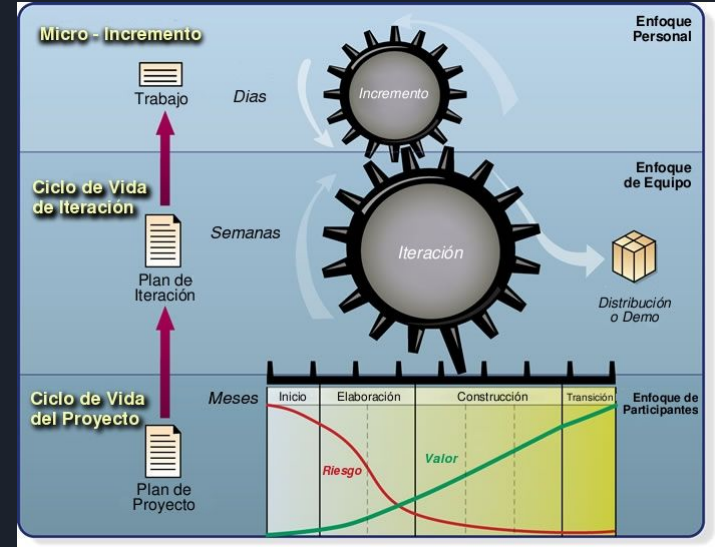 Micro - Incremento
Enfoque
Personal
Trabajo
Dias
Incremento
Ciclo de Vida
de Iteración
Enfoque
de Equipo
Semanas
Iteración
Plan de
Iteración
Distribución
o Demo
Ciclo de Vida
del Proyecto
Meses
Inicio
Elaboración
Construcción
Transición
Enfoque de
Participantes
Riesgo
Valor
Plan de
Proyecto